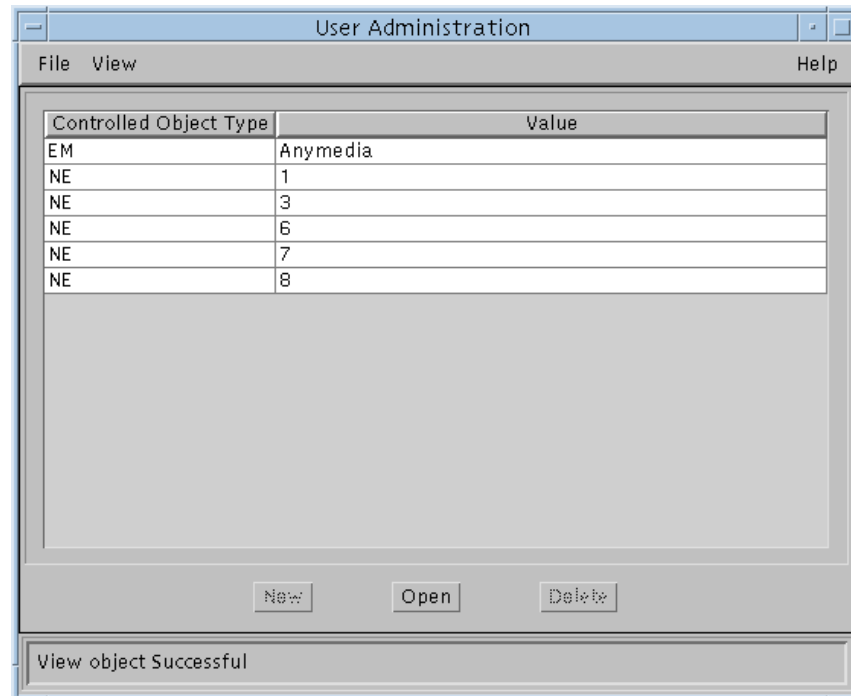 User Administration
File View Help
Controlled Object Type Value
EM Anymedia
NE 1
NE 3
NE 6
NE 7
NE 8
New Open Delete
View object Successful